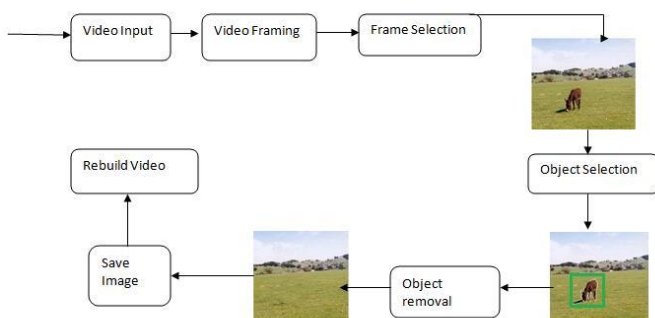 Video Input
Video Framing
Frame Selection
Object Selection
Object
removal
Save
Image
Rebuild Video